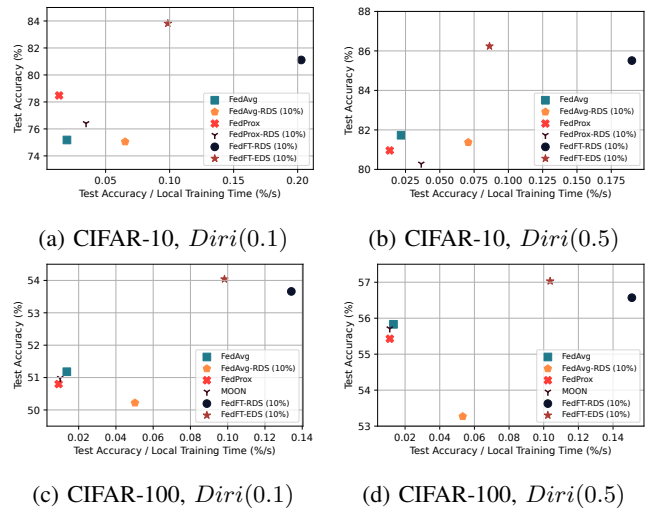 84
82
80
78
76
74
Test Accuracy (%)
FedAvg
FedAvg-RDS (10%)
FedProx
FedProx-RDS (10%)
FedFT-RDS (10%)
FedFT-EDS (10%)
0.05 0.10 0.15 0.20
Test Accuracy / Local Training Time (%/s)
(a) CIFAR-10, Diri(0.1)
88
86
84
82
80
Test Accuracy (%)
FedAvg
FedAvg-RDS (10%)
FedProx
FedProx-RDS (10%)
FedFT-RDS (10%)
FedFT-EDS (10%)
0.025 0.050 0.075 0.100 0.125 0.150 0.175
Test Accuracy / Local Training Time (%/s)
(b) CIFAR-10, Diri(0.5)
54
53
52
51
50
Test Accuracy (%)
FedAvg
FedAvg-RDS (10%)
FedProx
MOON
FedFT-RDS (10%)
FedFT-EDS (10%)
0.02 0.04 0.06 0.08 0.10 0.12 0.14
Test Accuracy / Local Training Time (%/s)
(c) CIFAR-100, Diri(0.1)
57
56
55
54
53
Test Accuracy (%)
FedAvg
FedAvg-RDS (10%)
FedProx
MOON
FedFT-RDS (10%)
FedFT-EDS (10%)
0.02 0.04 0.06 0.08 0.10 0.12 0.14
Test Accuracy / Local Training Time (%/s)
(d) CIFAR-100, Diri(0.5)